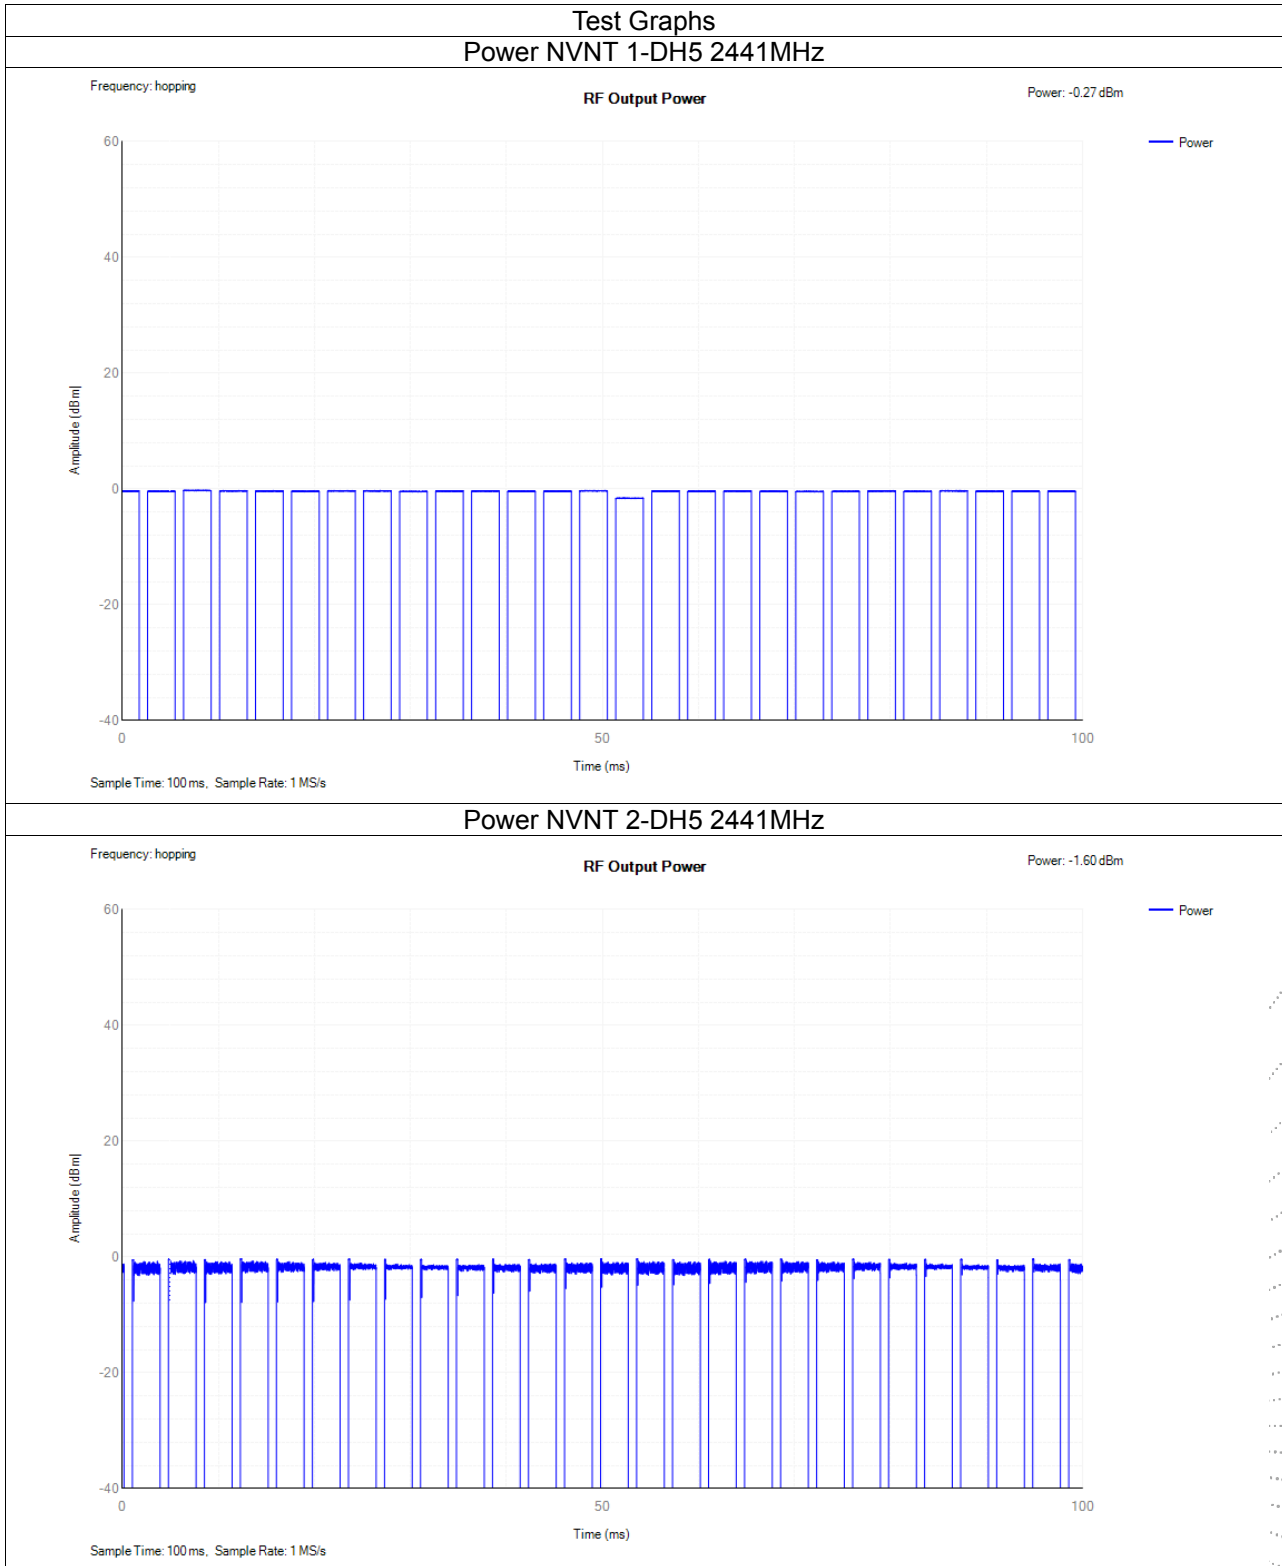 Test Graphs
Power NVNT 1-DH5 2441MHz
Frequency: hopping
RF Output Power
Power: -0.27 dBm
Power
60
40
20
0
-20
-40
Amplitude (dBm)
0
50
100
Time (ms)
Sample Time: 100 ms, Sample Rate: 1 MS/s
Power NVNT 2-DH5 2441MHz
Frequency: hopping
RF Output Power
Power: -1.60 dBm
Power
60
40
20
0
-20
-40
Amplitude (dBm)
0
50
100
Time (ms)
Sample Time: 100 ms, Sample Rate: 1 MS/s